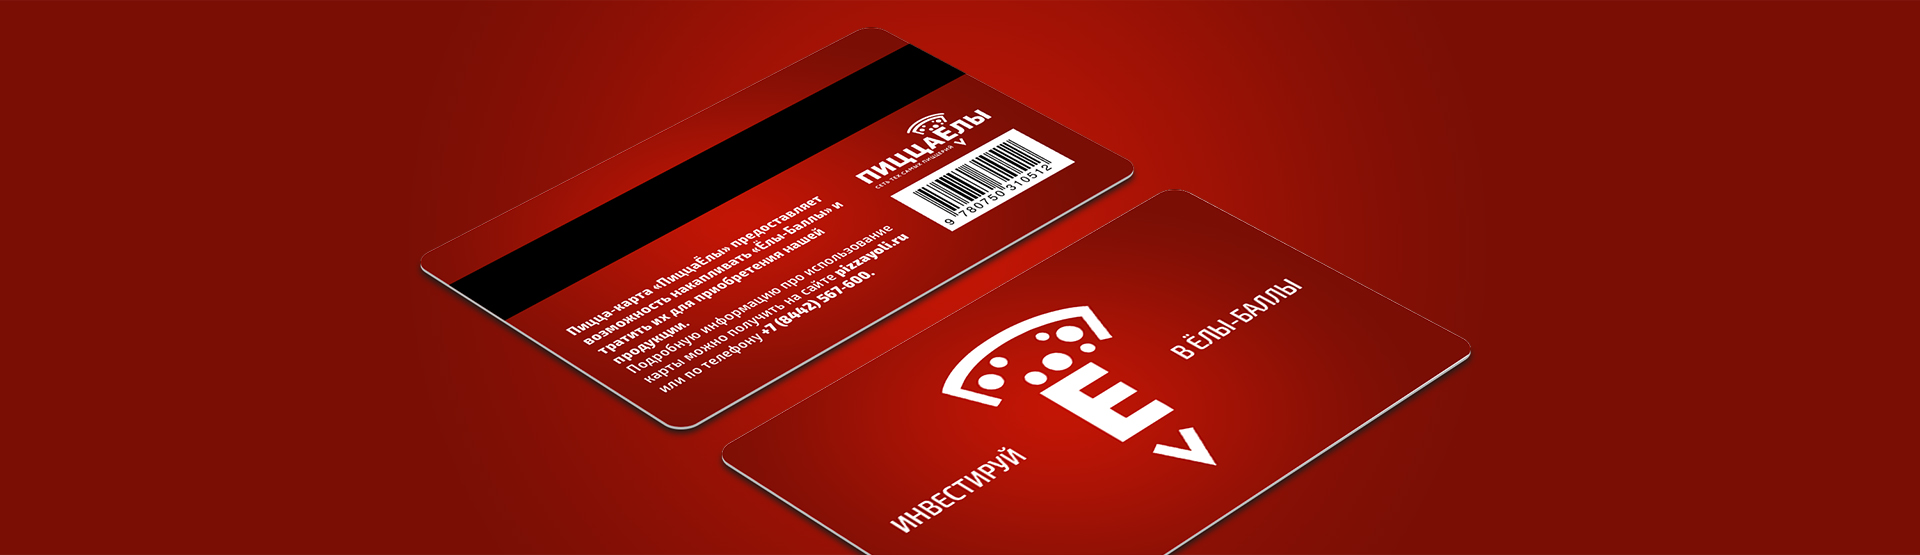 ПИЦЦАЁЛЫ
СЕТЬ ТЕХ САМЫХ ПИЦЦЕРИЙ
9 780750 310512
Пицца-карта «ПиццаЁлы» предоставляет
возможность накапливать «Ёлы-Баллы» и
тратить их для приобретения нашей
продукции.
Подробную информацию про использование
карты можно получить на сайте pizzayoli.ru
или по телефону +7 (8442) 567-600.
Ё
ИНВЕСТИРУЙ
В ЁЛЫ-БАЛЛЫ